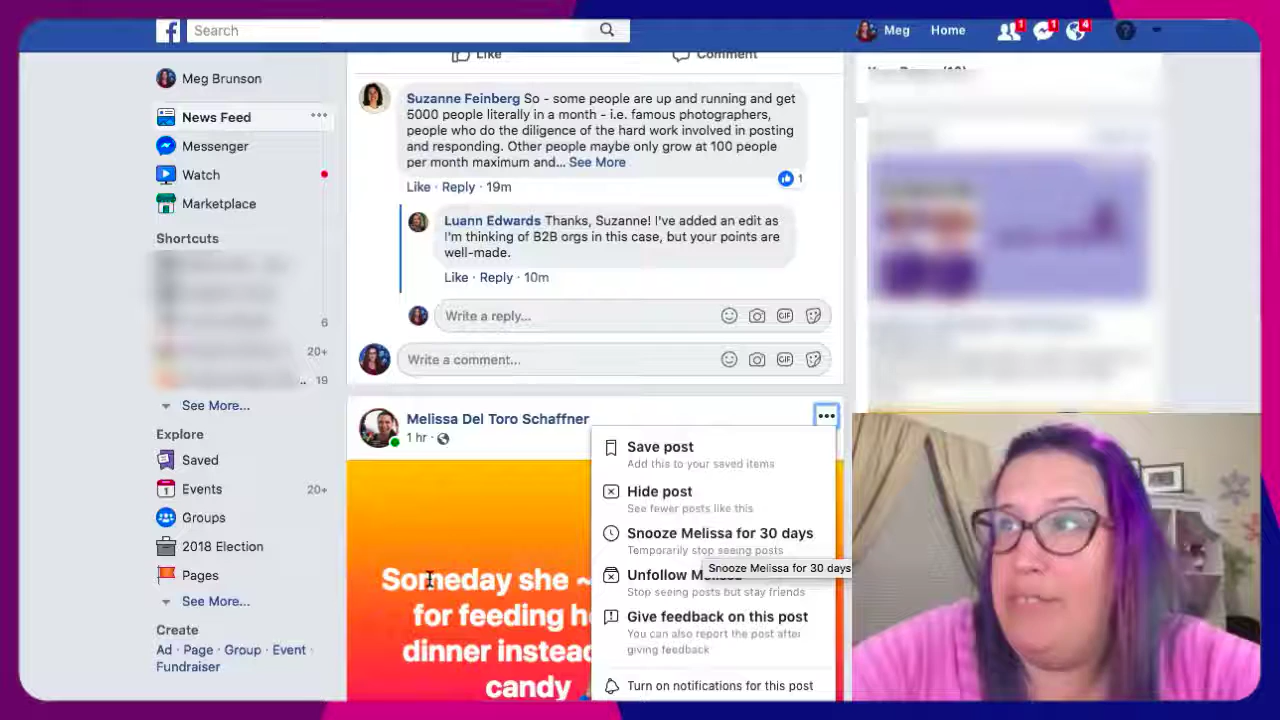 f Search Meg Home 1 1 4
Meg Brunson
News Feed
Messenger
Watch
Marketplace
Shortcuts
6
20+
19
See More...
Explore
Saved
Events 20+
Groups
2018 Election
Pages
See More...
Create
Ad · Page · Group · Event ·
Fundraiser
Like Comment
Suzanne Feinberg So - some people are up and running and get
5000 people literally in a month - i.e. famous photographers,
people who do the diligence of the hard work involved in posting
and responding. Other people maybe only grow at 100 people
per month maximum and... See More
1
Like · Reply · 19m
Luann Edwards Thanks, Suzanne! I've added an edit as
I'm thinking of B2B orgs in this case, but your points are
well-made.
Like · Reply · 10m
Write a reply... GIF
Write a comment... GIF
Melissa Del Toro Schaffner
1 hr ·
Someday she ~
for feeding he
dinner instead
candy
Save post
Add this to your saved items
Hide post
See fewer posts like this
Snooze Melissa for 30 days
Temporarily stop seeing posts
Snooze Melissa for 30 days
Unfollow Melissa
Stop seeing posts but stay friends
Give feedback on this post
You can also report the post after
giving feedback
Turn on notifications for this post